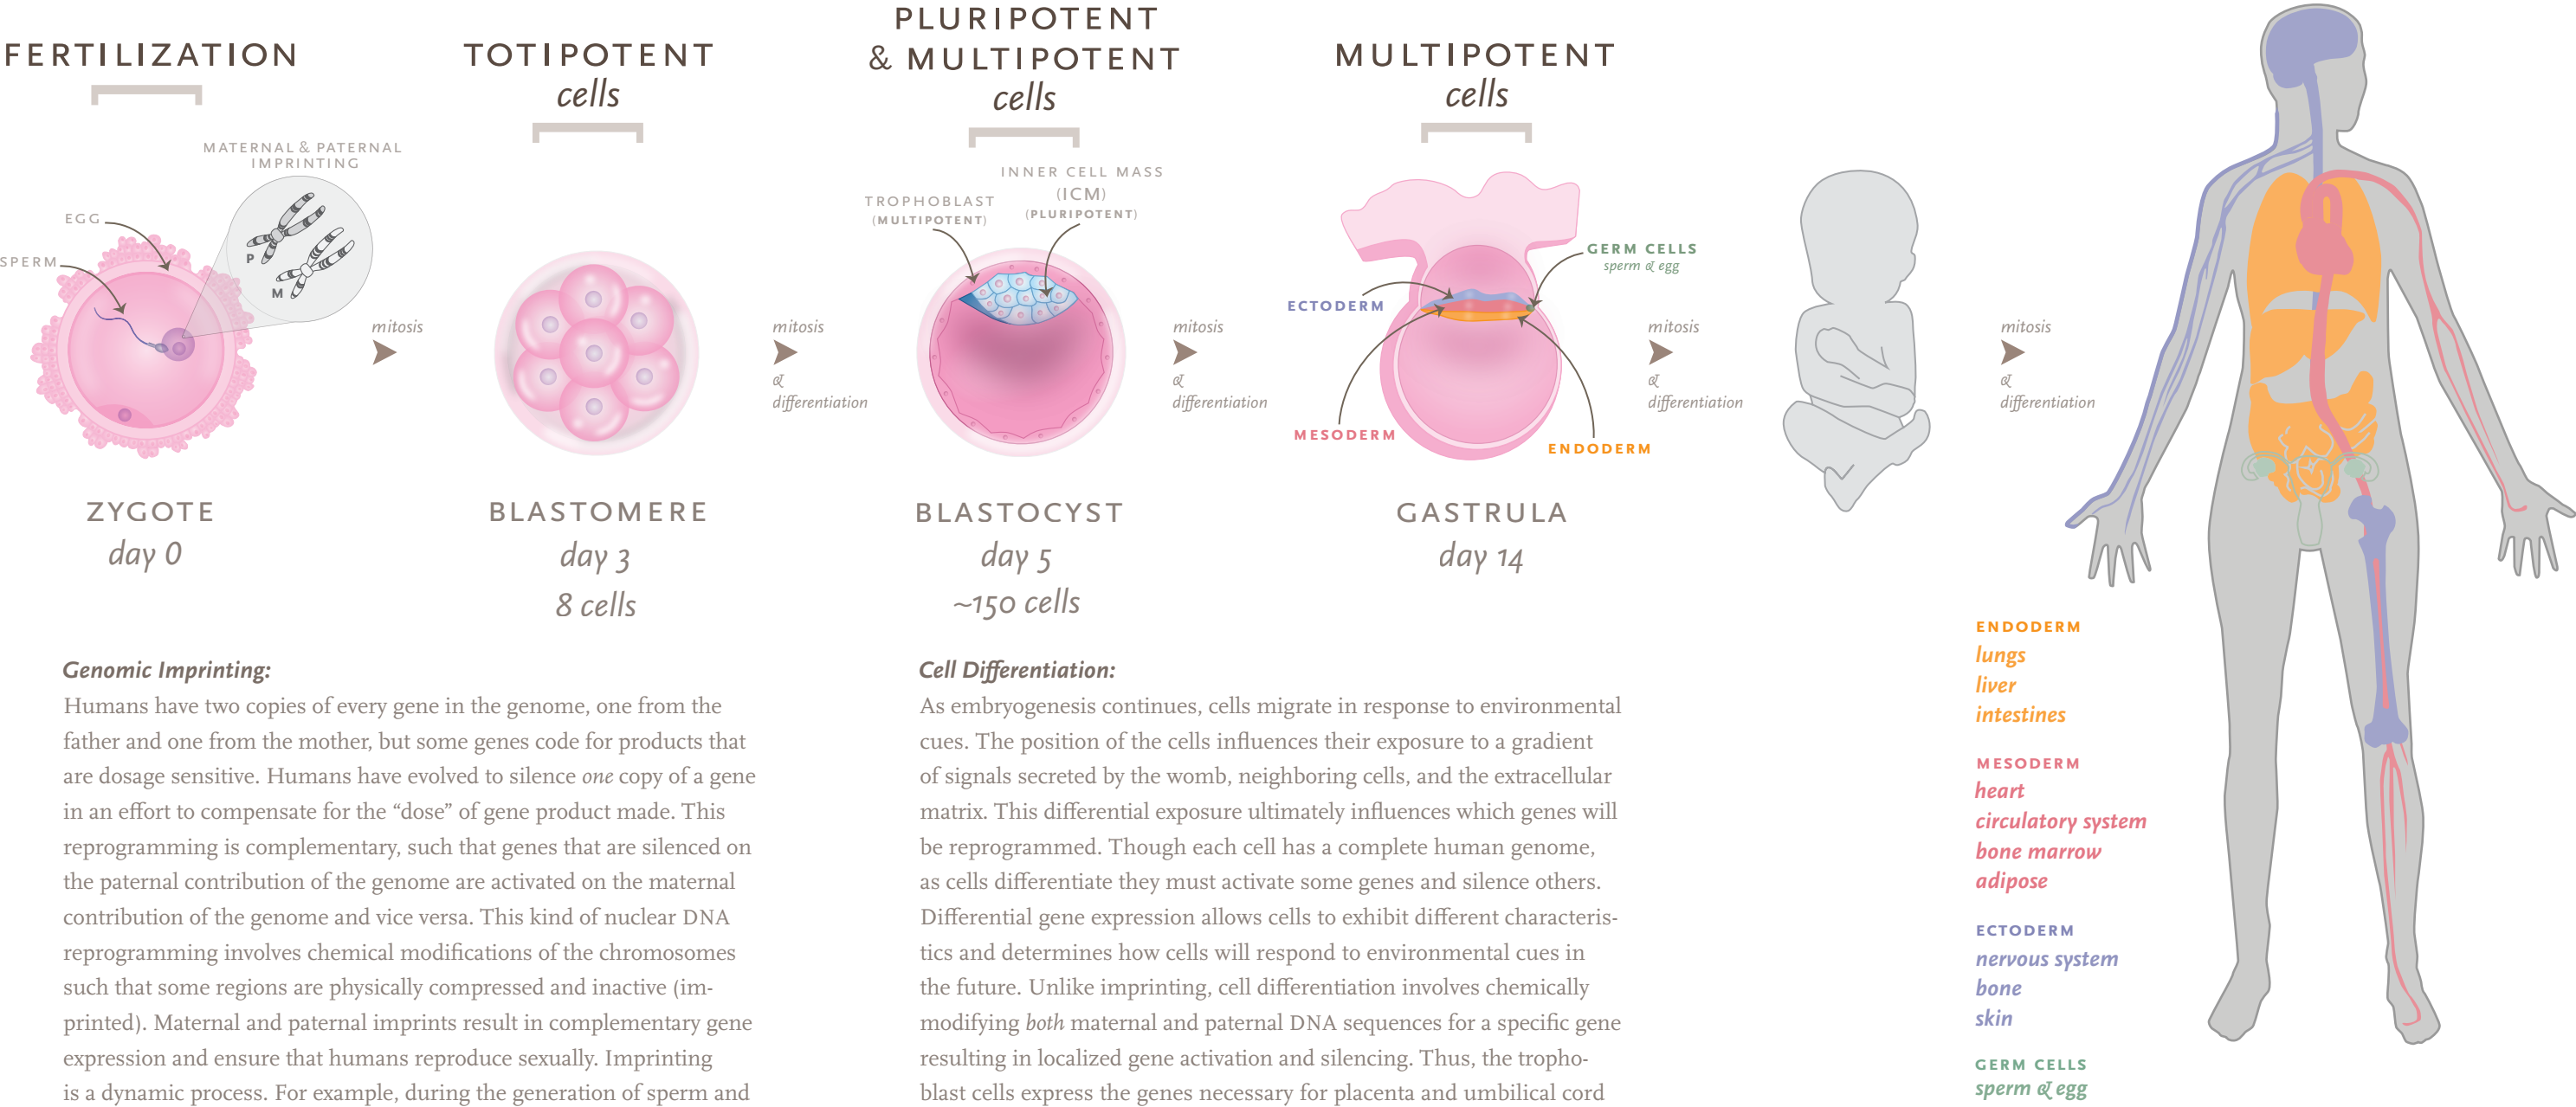 FERTILIZATION
TOTIPOTENT
cells
PLURIPOTENT
& MULTIPOTENT
cells
MULTIPOTENT
cells
MATERNAL & PATERNAL
IMPRINTING
EGG
SPERM
P
M
mitosis
mitosis
&
differentiation
TROPHOBLAST
(MULTIPOTENT)
INNER CELL MASS
(ICM)
(PLURIPOTENT)
mitosis
&
differentiation
ECTODERM
MESODERM
GERM CELLS
sperm & egg
ENDODERM
mitosis
&
differentiation
mitosis
&
differentiation
ZYGOTE
day 0
BLASTOMERE
day 3
8 cells
BLASTOCYST
day 5
~150 cells
GASTRULA
day 14
Genomic Imprinting:
Humans have two copies of every gene in the genome, one from the
father and one from the mother, but some genes code for products that
are dosage sensitive. Humans have evolved to silence one copy of a gene
in an effort to compensate for the “dose” of gene product made. This
reprogramming is complementary, such that genes that are silenced on
the paternal contribution of the genome are activated on the maternal
contribution of the genome and vice versa. This kind of nuclear DNA
reprogramming involves chemical modifications of the chromosomes
such that some regions are physically compressed and inactive (im-
printed). Maternal and paternal imprints result in complementary gene
expression and ensure that humans reproduce sexually. Imprinting
is a dynamic process. For example, during the generation of sperm and
Cell Differentiation:
As embryogenesis continues, cells migrate in response to environmental
cues. The position of the cells influences their exposure to a gradient
of signals secreted by the womb, neighboring cells, and the extracellular
matrix. This differential exposure ultimately influences which genes will
be reprogrammed. Though each cell has a complete human genome,
as cells differentiate they must activate some genes and silence others.
Differential gene expression allows cells to exhibit different characteris-
tics and determines how cells will respond to environmental cues in
the future. Unlike imprinting, cell differentiation involves chemically
modifying both maternal and paternal DNA sequences for a specific gene
resulting in localized gene activation and silencing. Thus, the tropho-
blast cells express the genes necessary for placenta and umbilical cord
ENDODERM
lungs
liver
intestines
MESODERM
heart
circulatory system
bone marrow
adipose
ECTODERM
nervous system
bone
skin
GERM CELLS
sperm & egg